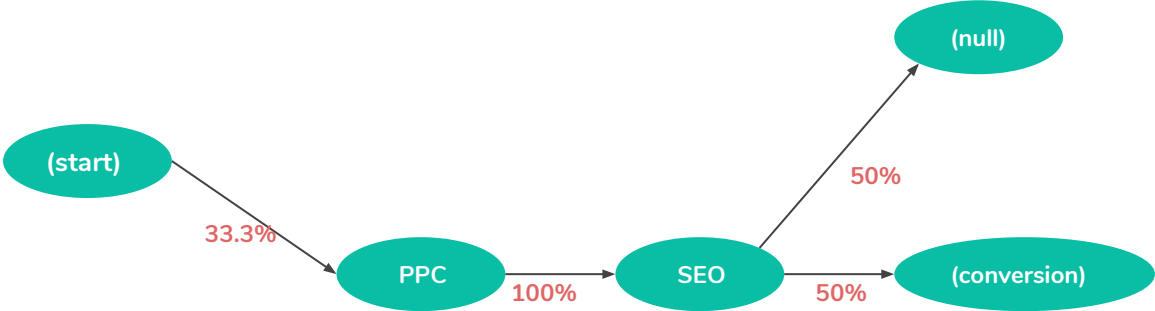 (null)
(start)
50%
33.3%
PPC
SEO
(conversion)
100%
50%